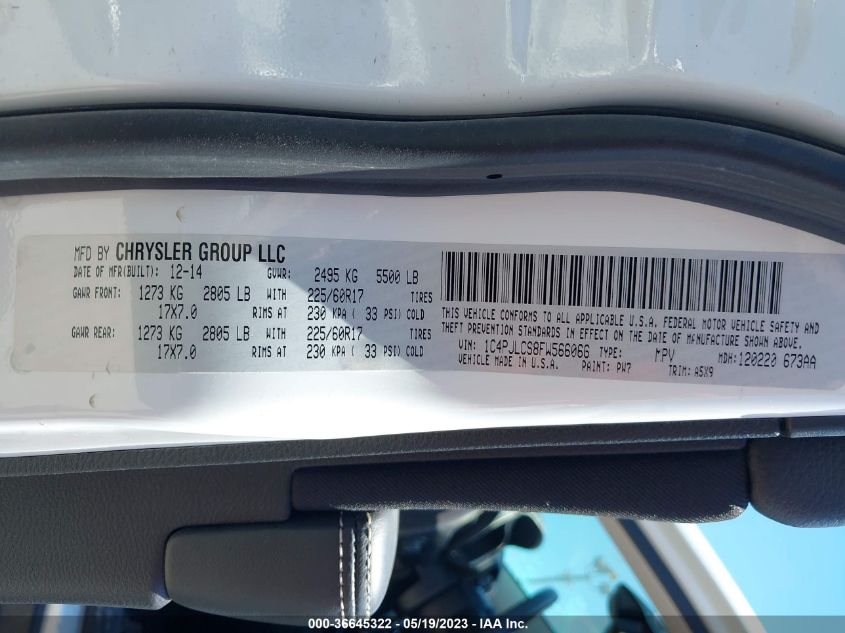 MFD BY CHRYSLER GROUP LLC
DATE OF MFR(BUILT): 12-14 GVWR: 2495 KG 5500 LB
GAWR FRONT: 1273 KG 2805 LB WITH 225/60R17 TIRES
17X7.0 RIMS AT 230 KPA ( 33 PSI) COLD
GAWR REAR: 1273 KG 2805 LB WITH 225/60R17 TIRES
17X7.0 RIMS AT 230 KPA ( 33 PSI) COLD
THIS VEHICLE CONFORMS TO ALL APPLICABLE U.S.A. FEDERAL MOTOR VEHICLE SAFETY AND
THEFT PREVENTION STANDARDS IN EFFECT ON THE DATE OF MANUFACTURE SHOWN ABOVE.
VIN: 1C4PJLCS8FW566066 TYPE: MPV MDH: 120220 673AA
VEHICLE MADE IN U.S.A. PAINT: PW7 TRIM: A5X9
000-36645322 - 05/19/2023 - IAA Inc.